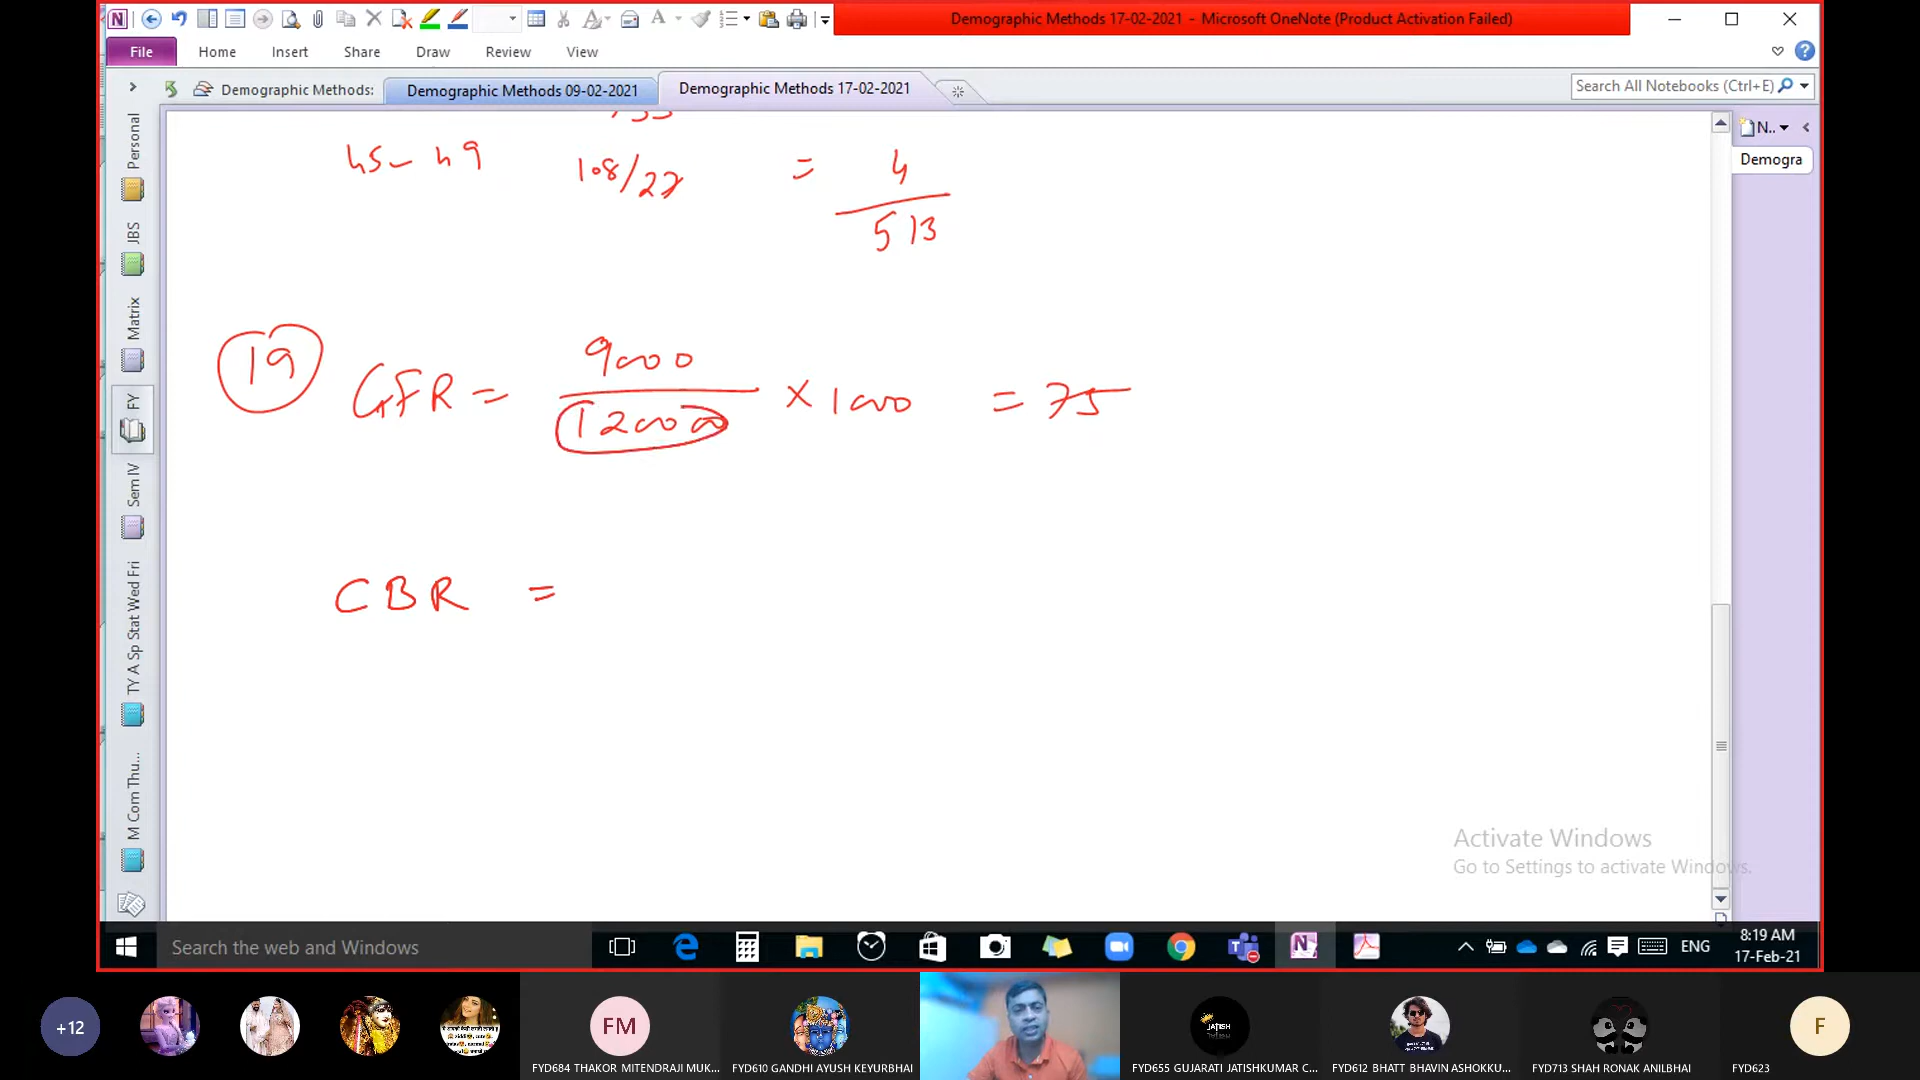 Demographic Methods 17-02-2021 - Microsoft OneNote (Product Activation Failed)
File Home Insert Share Draw Review View
Demographic Methods: Demographic Methods 09-02-2021 Demographic Methods 17-02-2021
Search All Notebooks (Ctrl+E)
N..
Demogra
Personal
JBS
Matrix
FY
Sem IV
TY A Sp Stat Wed Fri
M Com Thu...
45-49 108/27 = 4
513
19 GFR = 9000 × 1000 = 75
120000
CBR =
Activate Windows
Go to Settings to activate Windows.
Search the web and Windows
ENG
8:19 AM
17-Feb-21
+12
FM
JATISH
F
FYD684 THAKOR MITENDRAJI MUK... FYD610 GANDHI AYUSH KEYURBHAI FYD655 GUJARATI JATISHKUMAR C... FYD612 BHATT BHAVIN ASHOKKU... FYD713 SHAH RONAK ANILBHAI FYD623